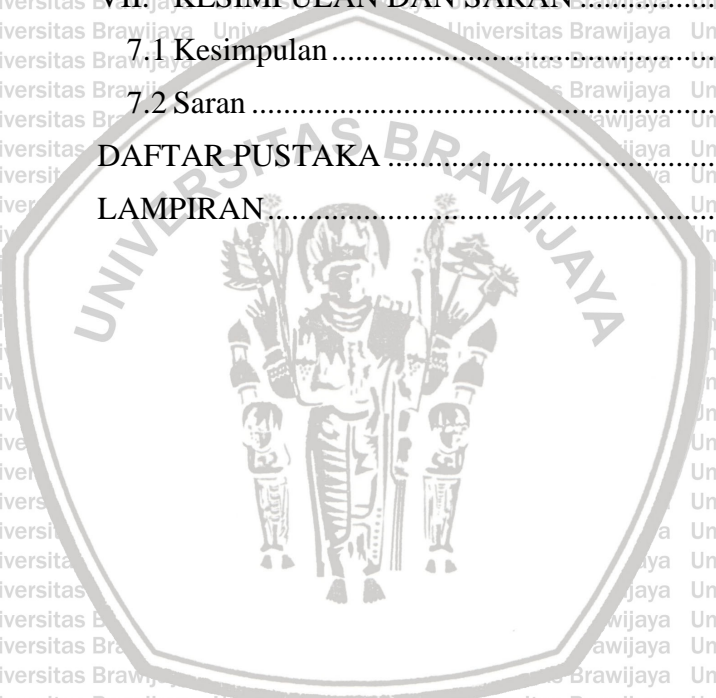 VII. KESIMPULAN DAN SARAN ....................
7.1 Kesimpulan ..................................................
7.2 Saran ............................................................
DAFTAR PUSTAKA ..........................................
LAMPIRAN .........................................................
UNIVERSITAS BRAWIJAYA